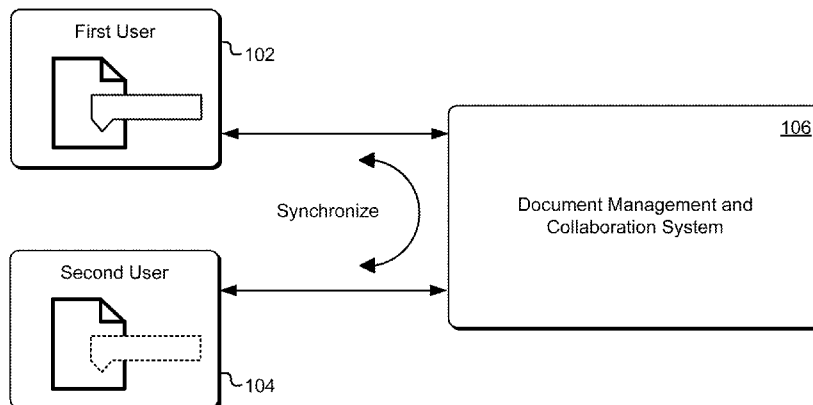 First User
102
106
Document Management and
Collaboration System
Synchronize
Second User
104